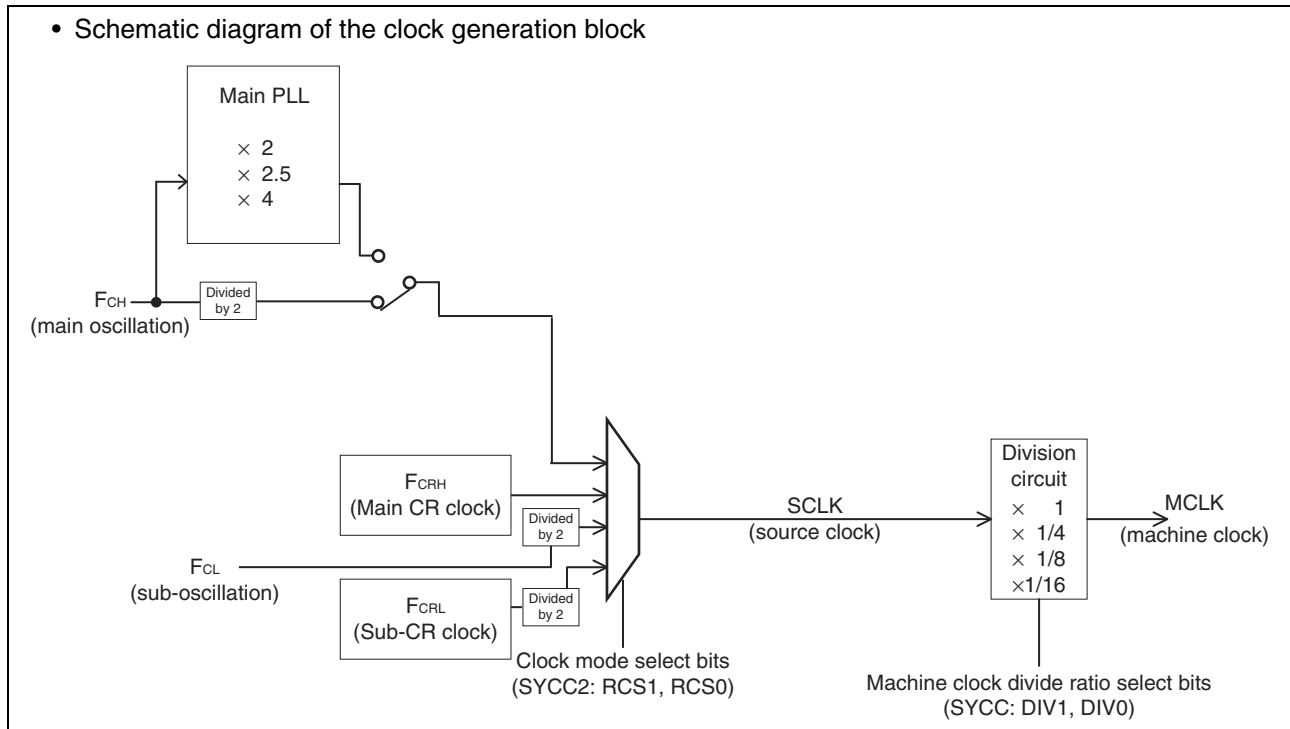 • Schematic diagram of the clock generation block
Main PLL
× 2
× 2.5
× 4
FCH
(main oscillation)
Divided
by 2
FCRH
(Main CR clock)
Divided
by 2
FCL
(sub-oscillation)
FCRL
(Sub-CR clock)
Divided
by 2
Clock mode select bits
(SYCC2: RCS1, RCS0)
SCLK
(source clock)
Division
circuit
× 1
× 1/4
× 1/8
×1/16
MCLK
(machine clock)
Machine clock divide ratio select bits
(SYCC: DIV1, DIV0)